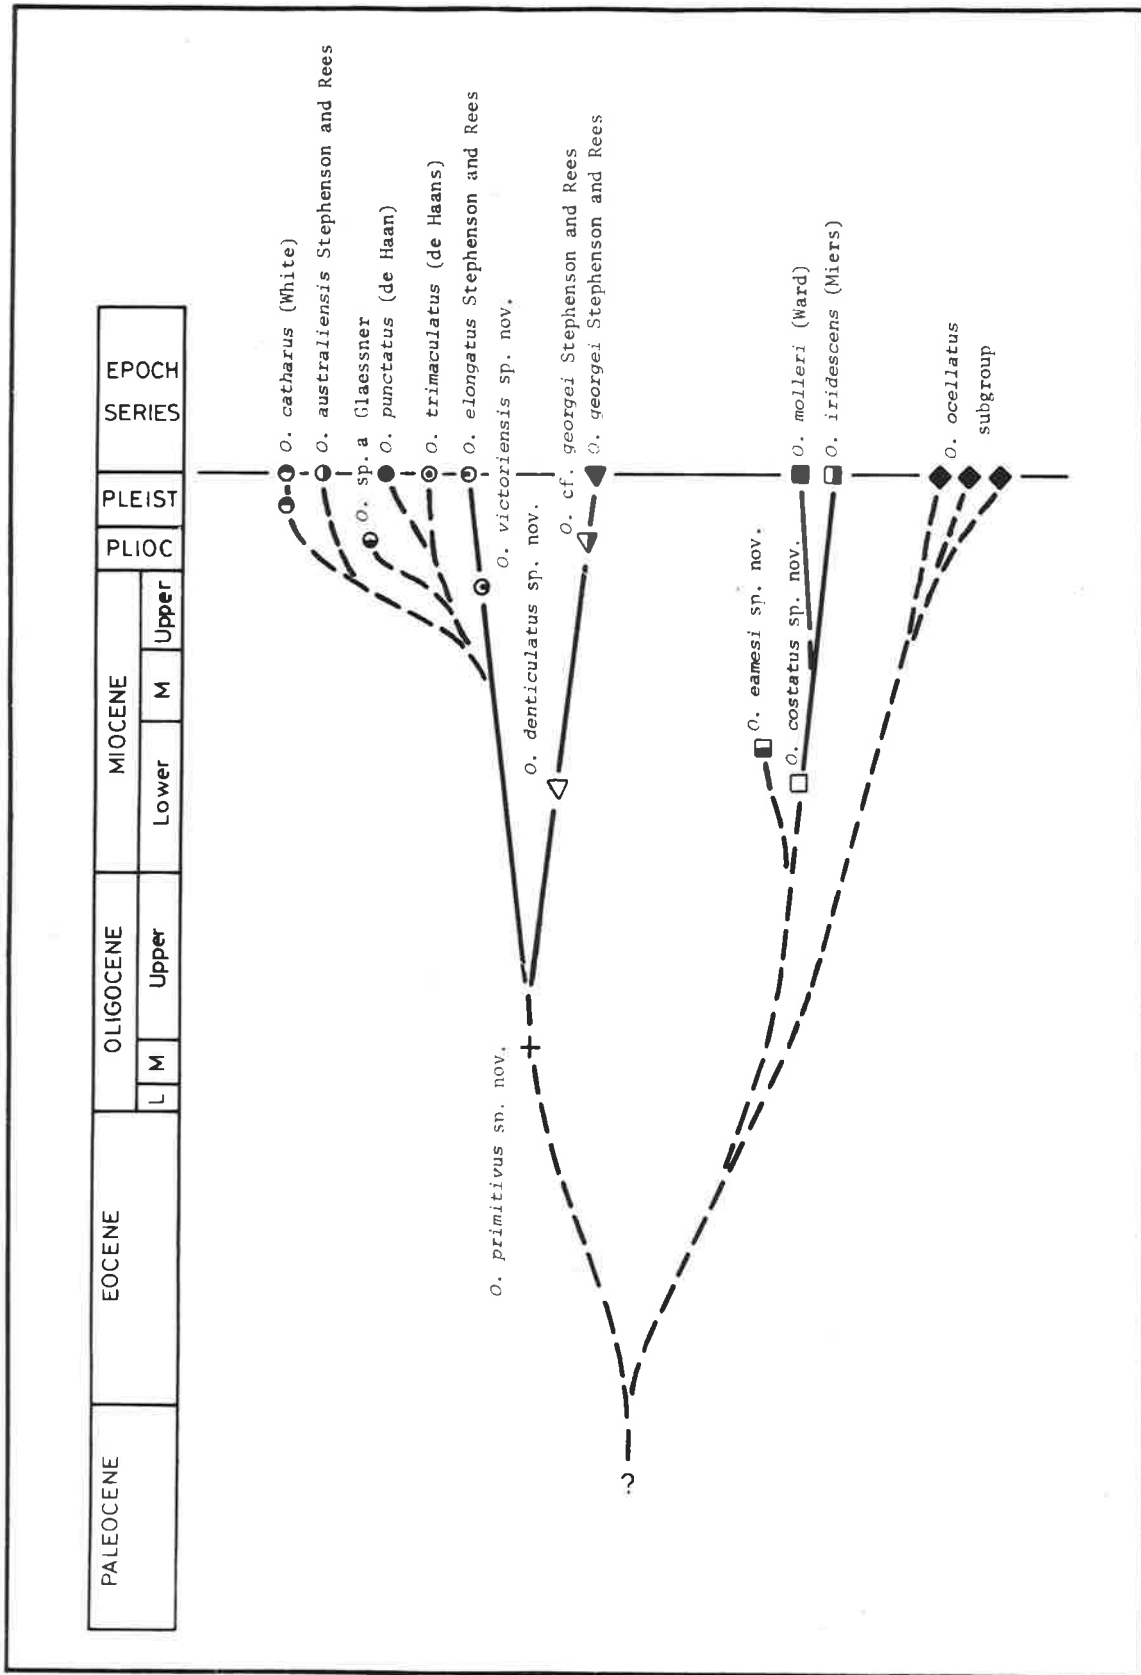 EPOCH
SERIES
PLEIST
PLIOC
MIOCENE
Upper
M
Lower
OLIGOCENE
Upper
M
L
EOCENE
PALEOCENE
O. catharus (White)
O. australiensis Stephenson and Rees
O. sp. a Glaessner
O. punctatus (de Haan)
O. trimaculatus (de Haans)
O. elongatus Stephenson and Rees
O. victoriensis sp. nov.
O. denticulatus sp. nov.
O. cf. georgei Stephenson and Rees
O. georgei Stephenson and Rees
O. primitivus sp. nov.
O. eamesi sp. nov.
O. costatus sp. nov.
O. molleri (Ward)
O. iridescens (Miers)
O. ocellatus
subgroup
?